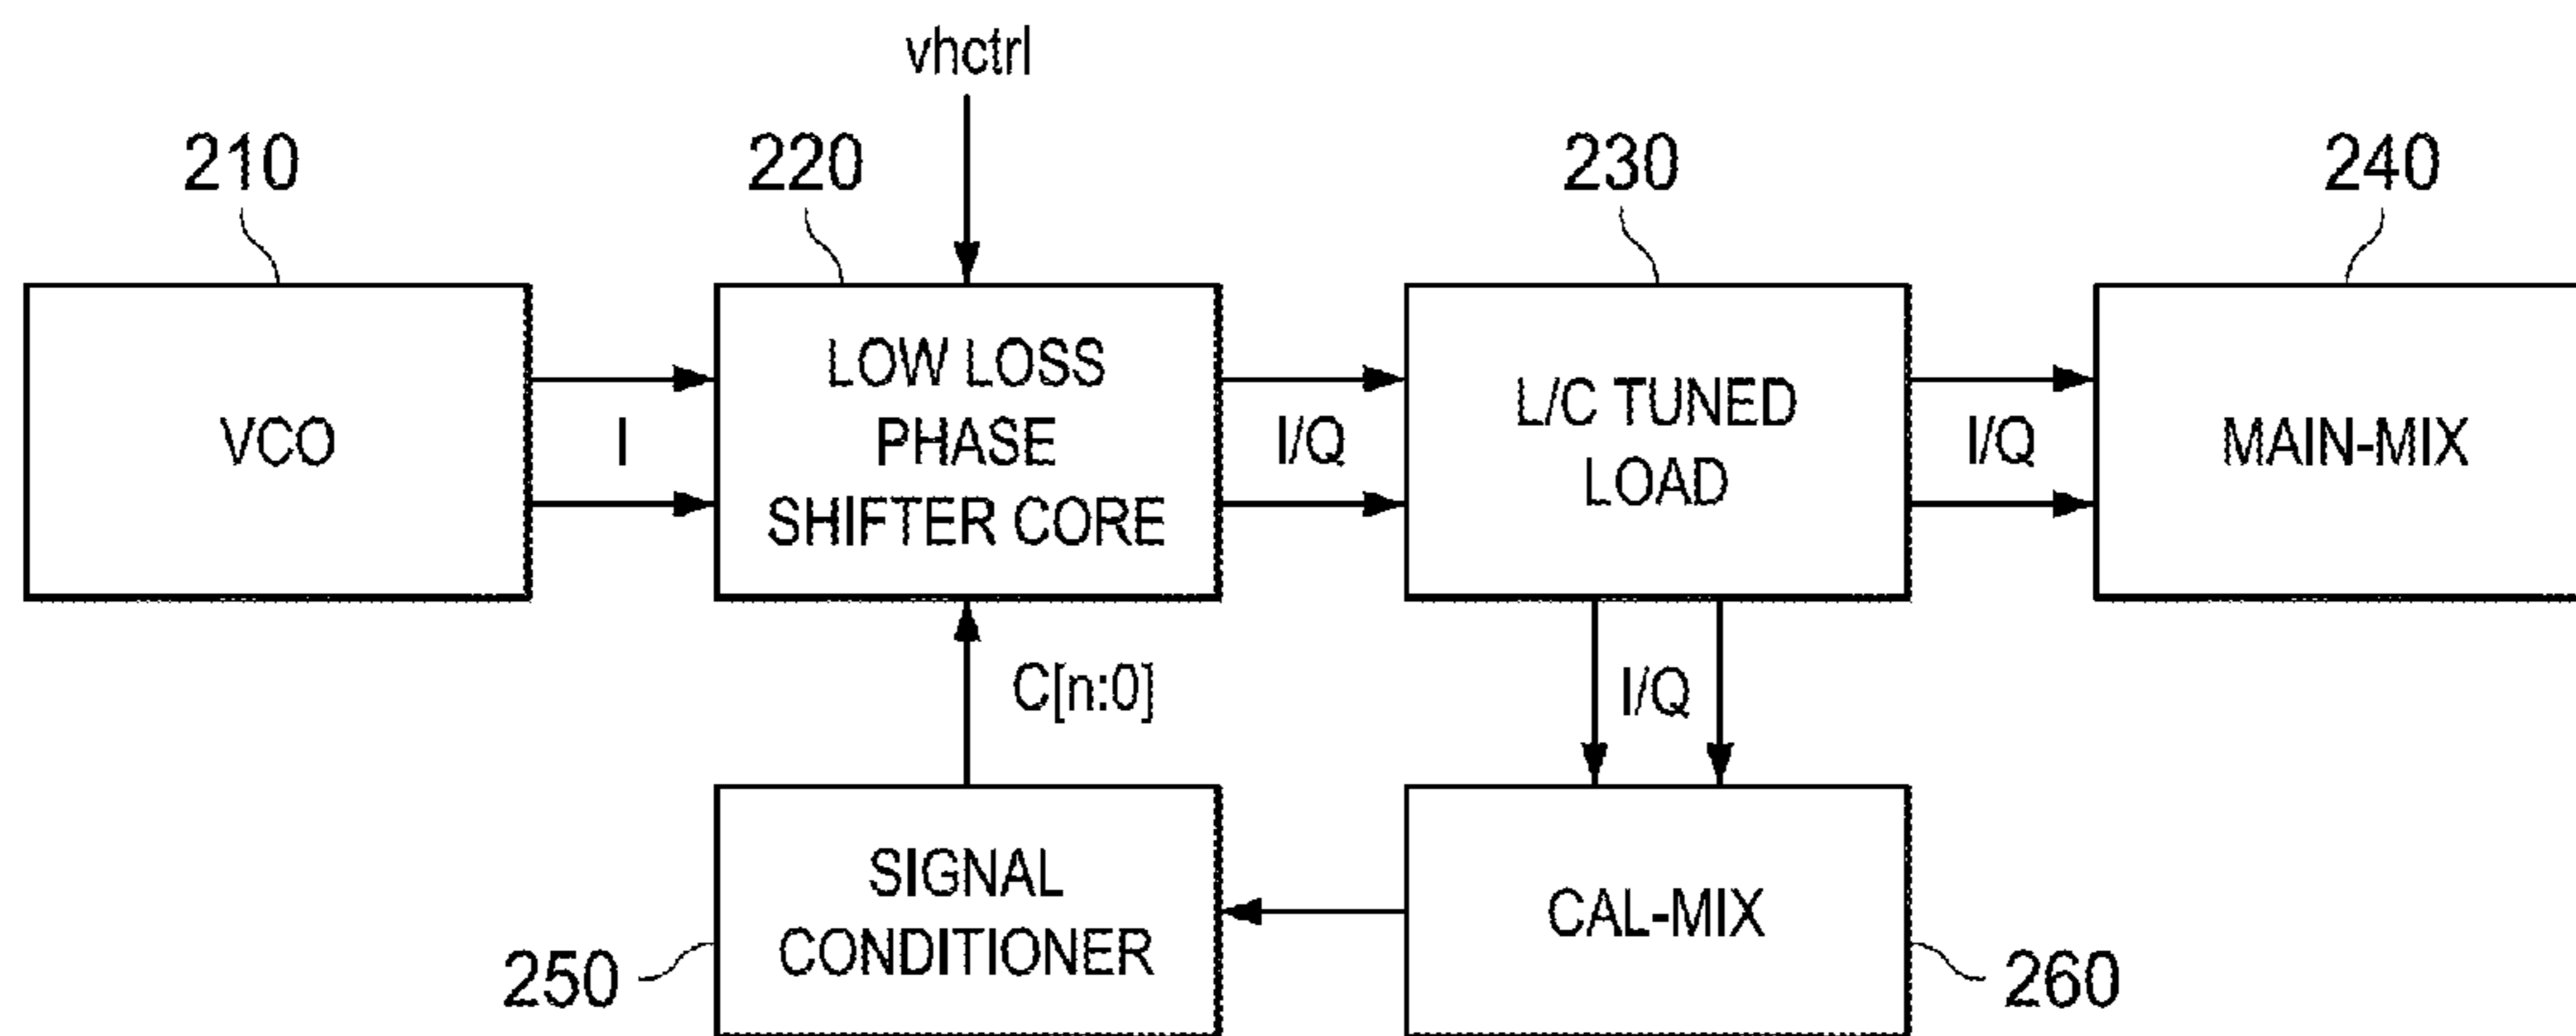 vhctrl
210
220
230
240
VCO
I
LOW LOSS
PHASE
SHIFTER CORE
I/Q
L/C TUNED
LOAD
I/Q
MAIN-MIX
C[n:0]
I/Q
SIGNAL
CONDITIONER
CAL-MIX
250
260